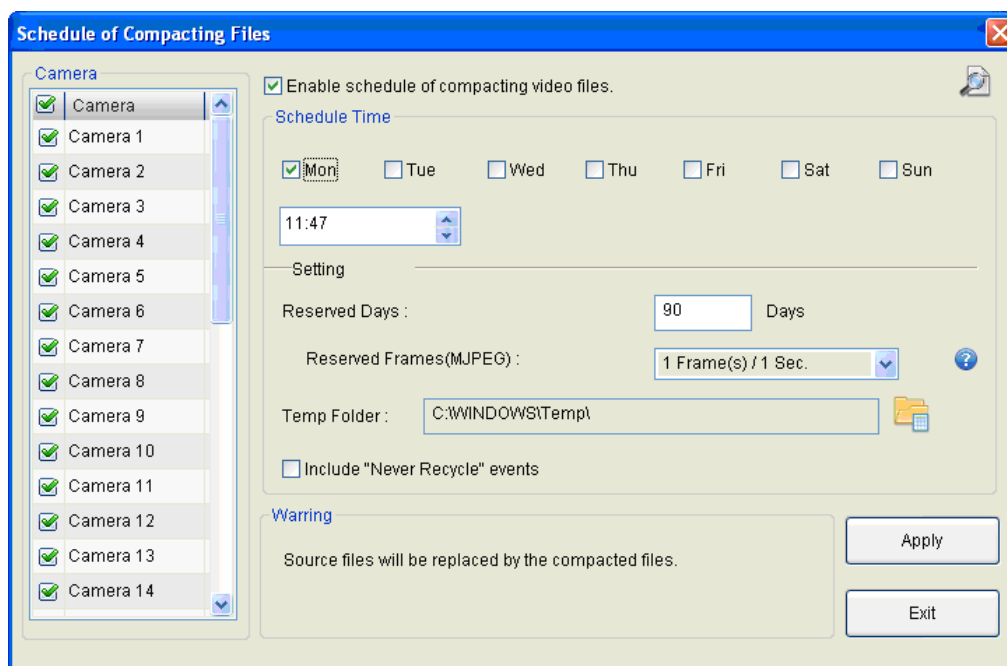 Schedule of Compacting Files
Camera
Camera
Camera 1
Camera 2
Camera 3
Camera 4
Camera 5
Camera 6
Camera 7
Camera 8
Camera 9
Camera 10
Camera 11
Camera 12
Camera 13
Camera 14
Enable schedule of compacting video files.
Schedule Time
Mon Tue Wed Thu Fri Sat Sun
11:47
Setting
Reserved Days : 90 Days
Reserved Frames(MJPEG) : 1 Frame(s) / 1 Sec. ?
Temp Folder : C:\WINDOWS\Temp\
Include "Never Recycle" events
Warring
Source files will be replaced by the compacted files.
Apply
Exit